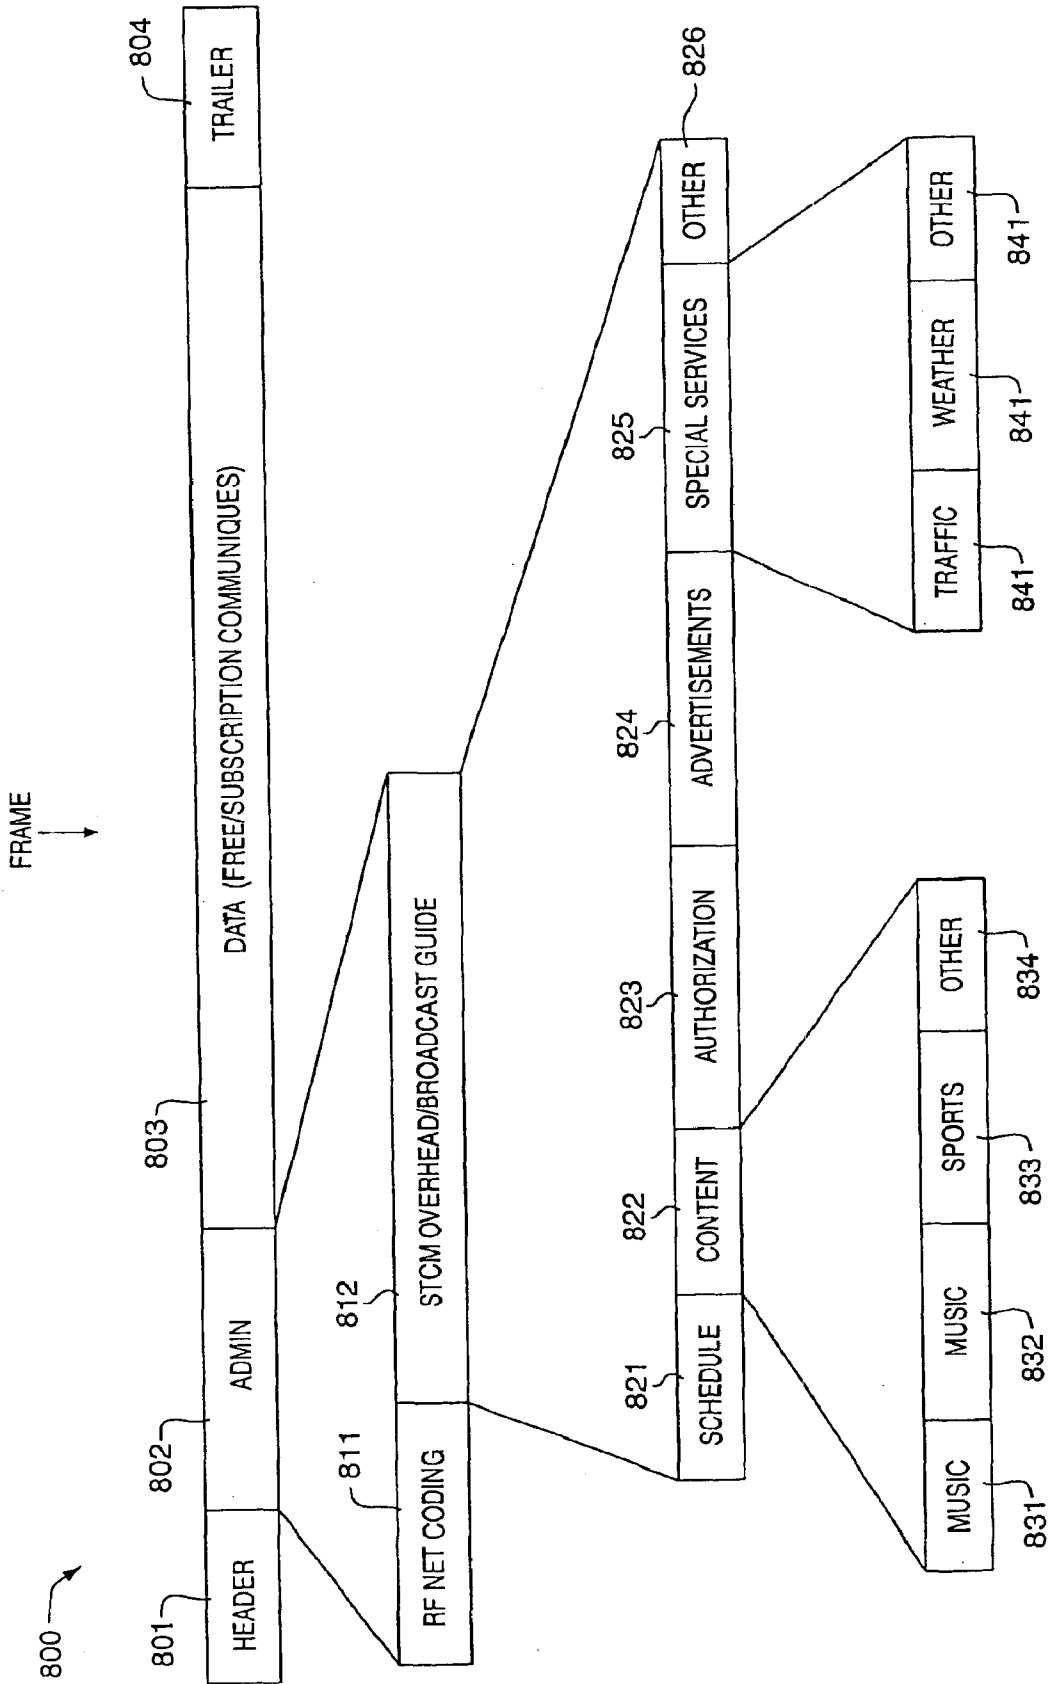 800
FRAME
801
802
803
804
HEADER
ADMIN
DATA (FREE/SUBSCRIPTION COMMUNIQUES)
TRAILER
811
812
RF NET CODING
STCM OVERHEAD/BROADCAST GUIDE
821
822
823
824
825
826
SCHEDULE
CONTENT
AUTHORIZATION
ADVERTISEMENTS
SPECIAL SERVICES
OTHER
MUSIC
MUSIC
SPORTS
OTHER
831
832
833
834
TRAFFIC
WEATHER
OTHER
841
841
841